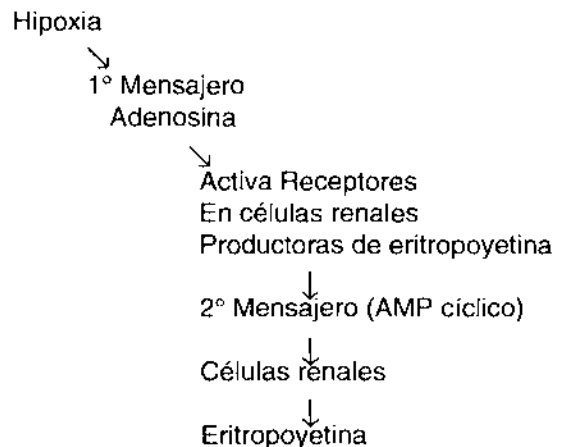 Hipoxia
1° Mensajero
Adenosina
Activa Receptores
En células renales
Productoras de eritropoyetina
2° Mensajero (AMP cíclico)
Células renales
Eritropoyetina